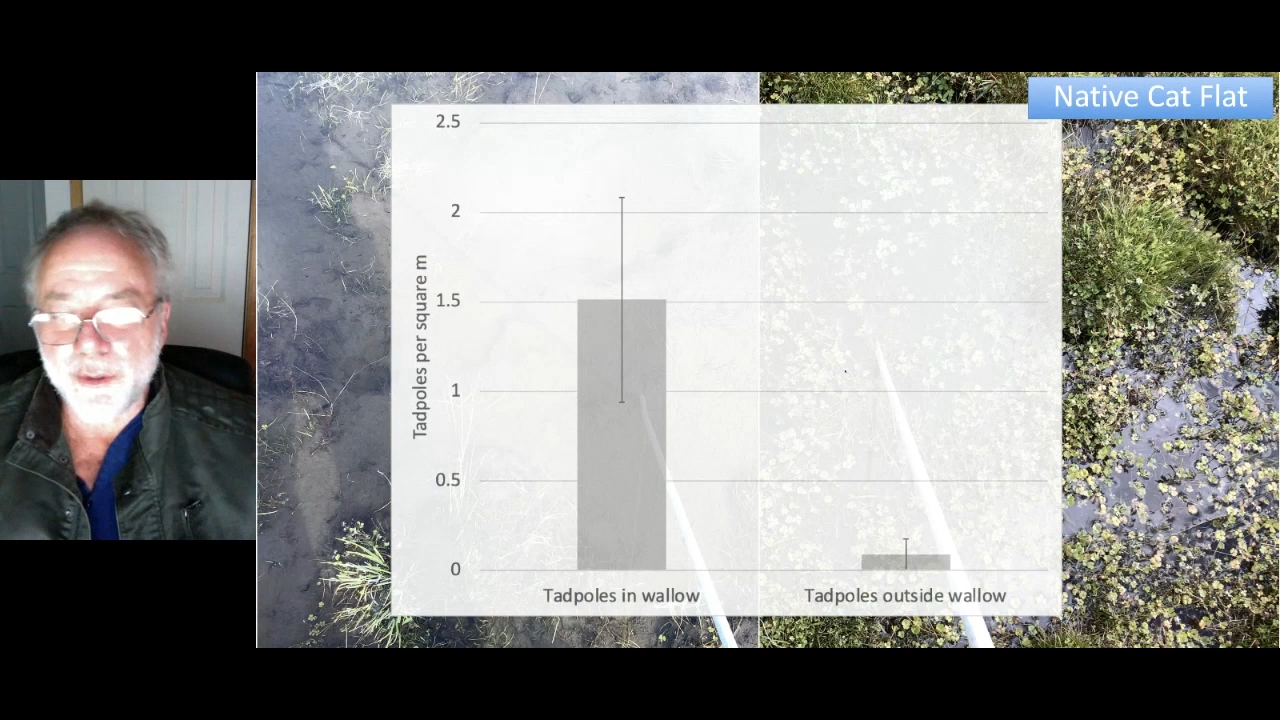 Native Cat Flat
2.5
2
1.5
1
0.5
0
Tadpoles per square m
Tadpoles in wallow
Tadpoles outside wallow